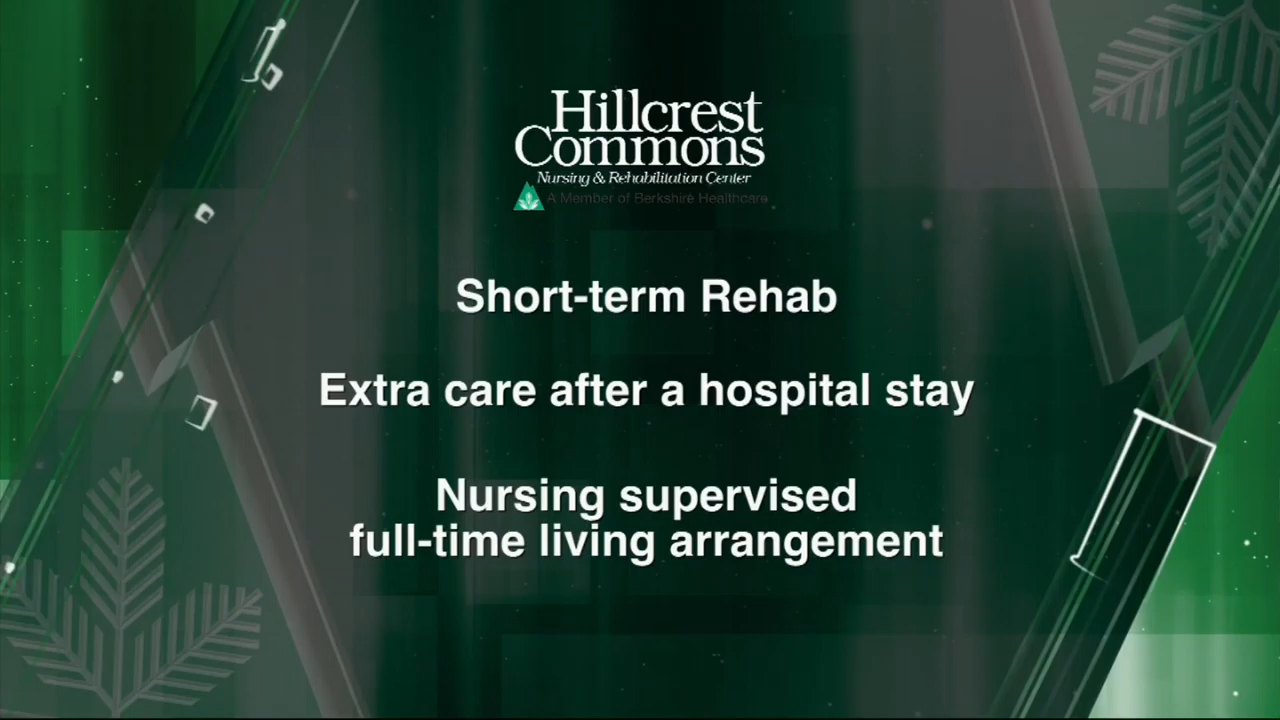 Hillcrest
Commons
Nursing & Rehabilitation Center
A Member of Berkshire Healthcare
Short-term Rehab
Extra care after a hospital stay
Nursing supervised
full-time living arrangement